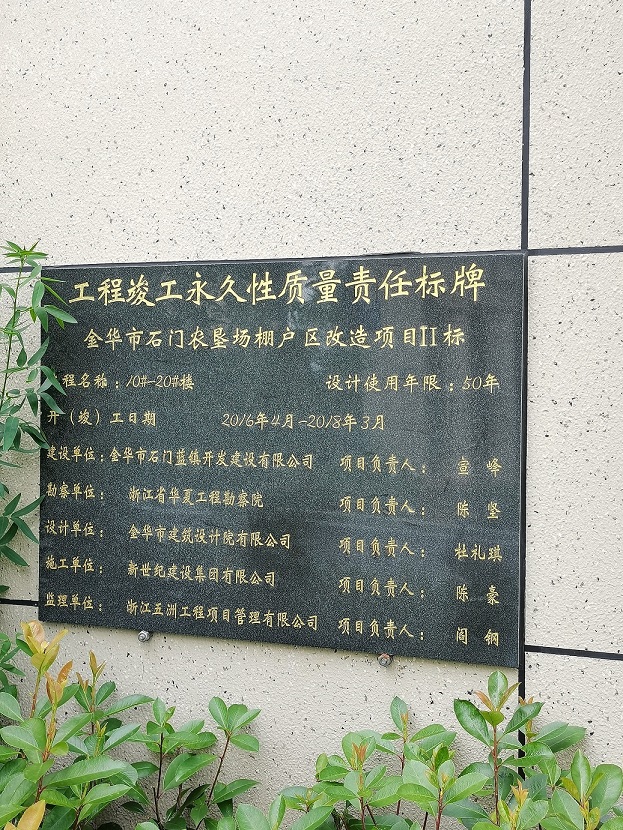 工程竣工永久性质量责任标牌
金华市石门农垦场棚户区改造项目II标
程名称：10#-20#楼 设计使用年限：50年
开（竣）工日期 2016年4月-2018年3月
建设单位：金华市石门蓝镇开发建设有限公司 项目负责人：宣峰
勘察单位：浙江省华夏工程勘察院 项目负责人：陈坚
设计单位：金华市建筑设计院有限公司 项目负责人：杜礼琪
施工单位：新世纪建设集团有限公司 项目负责人：陈豪
监理单位：浙江五洲工程项目管理有限公司 项目负责人：阎钢